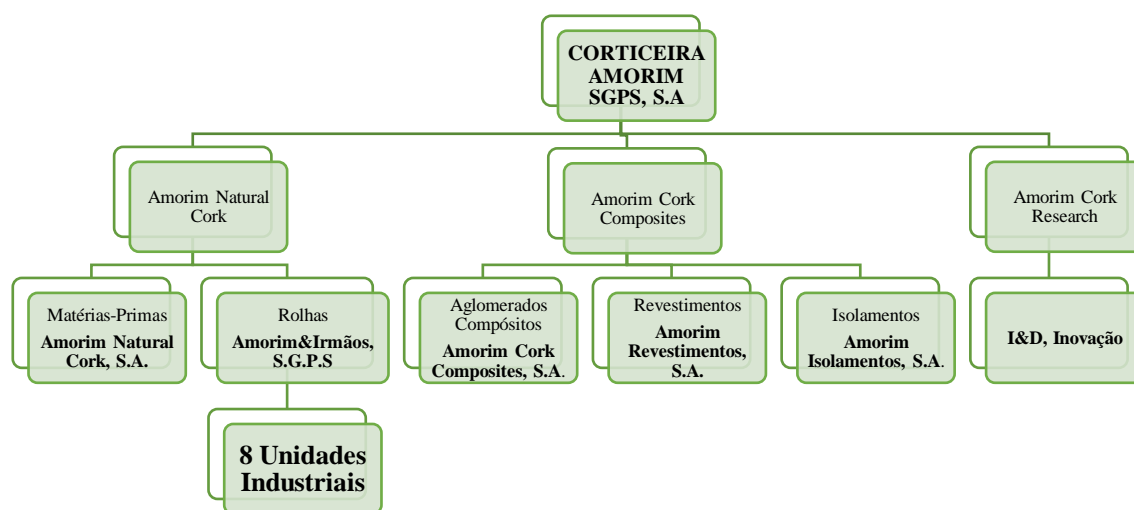 CORTICEIRA
AMORIM
SGPS, S.A
Amorim Natural
Cork
Amorim Cork
Composites
Amorim Cork
Research
Matérias-Primas
Amorim Natural
Cork, S.A.
Rolhas
Amorim&Irmãos,
S.G.P.S
Aglomerados
Compósitos
Amorim Cork
Composites, S.A.
Revestimentos
Amorim
Revestimentos,
S.A.
Isolamentos
Amorim
Isolamentos, S.A.
I&D, Inovação
8 Unidades
Industriais